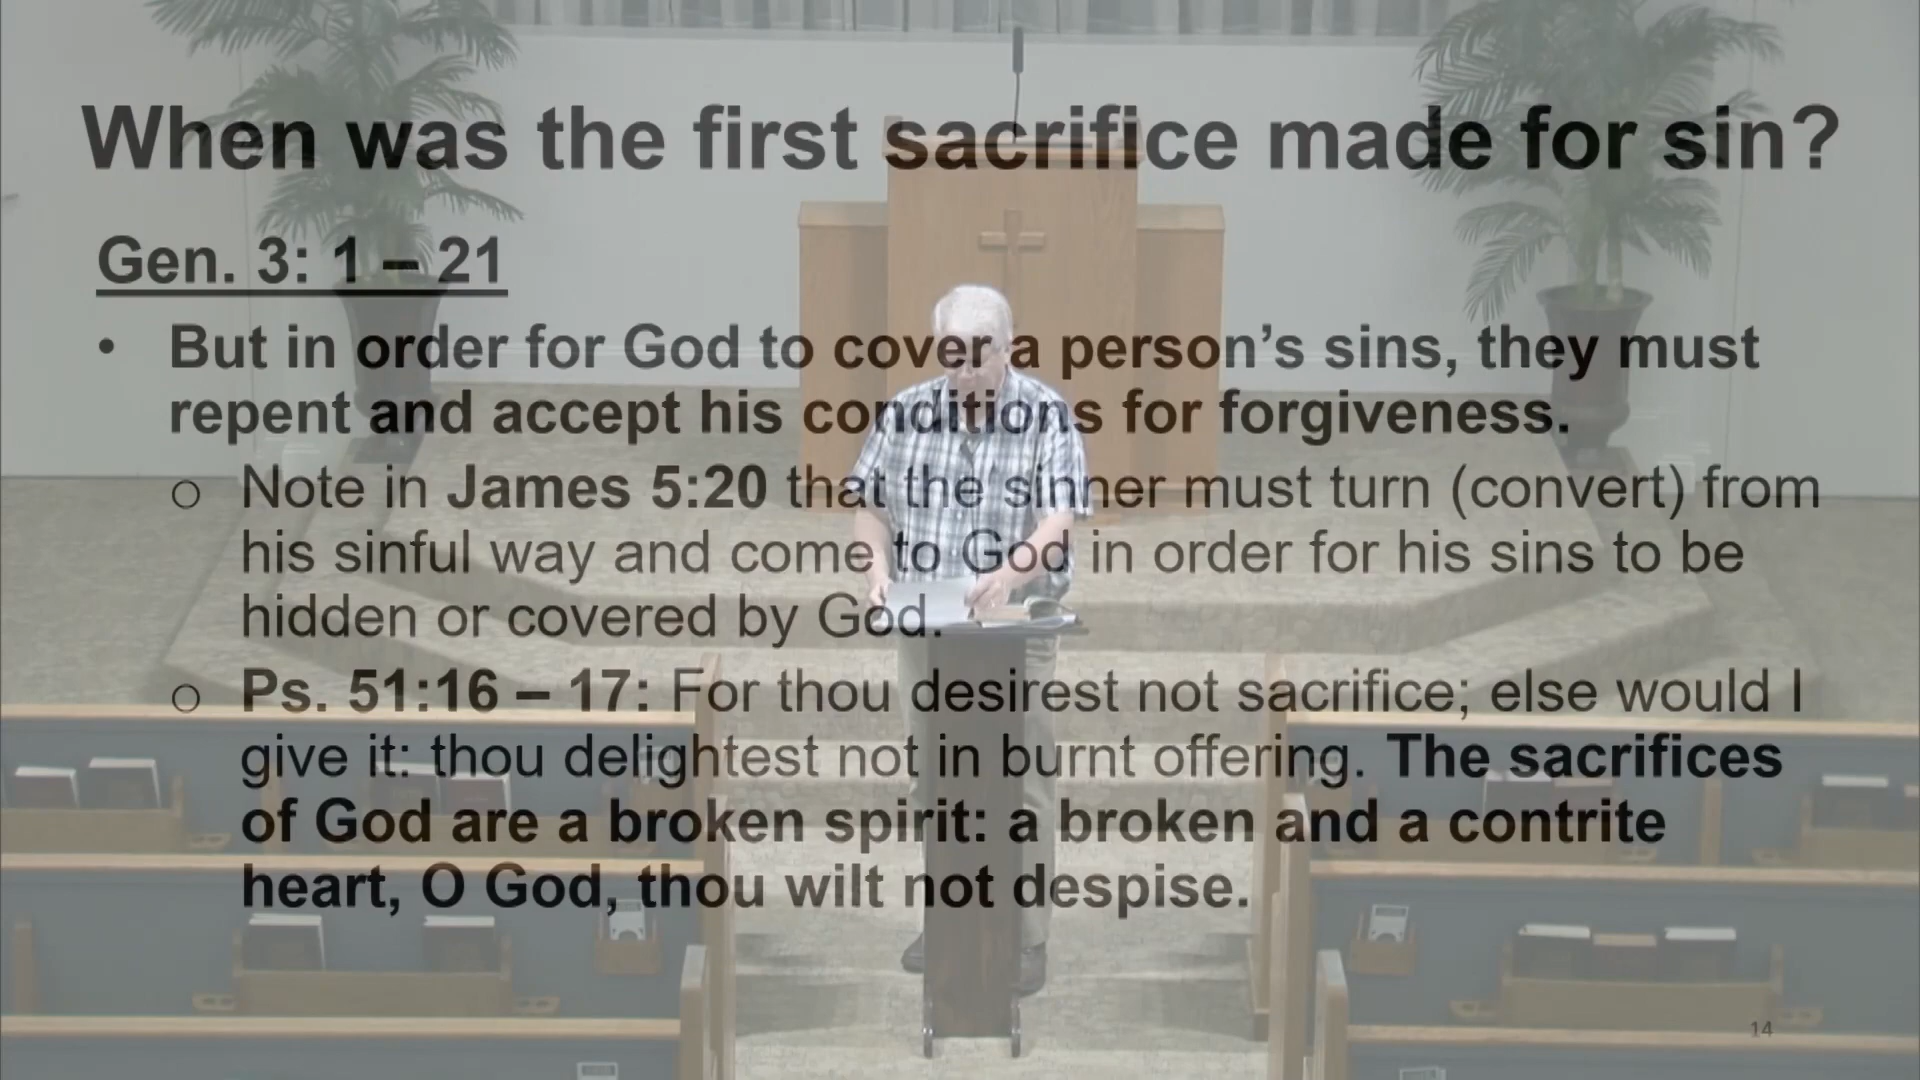 When was the first sacrifice made for sin?
Gen. 3: 1 – 21
• But in order for God to cover a person’s sins, they must
repent and accept his conditions for forgiveness.
o Note in James 5:20 that the sinner must turn (convert) from
his sinful way and come to God in order for his sins to be
hidden or covered by God.
o Ps. 51:16 – 17: For thou desirest not sacrifice; else would I
give it: thou delightest not in burnt offering. The sacrifices
of God are a broken spirit: a broken and a contrite
heart, O God, thou wilt not despise.
14